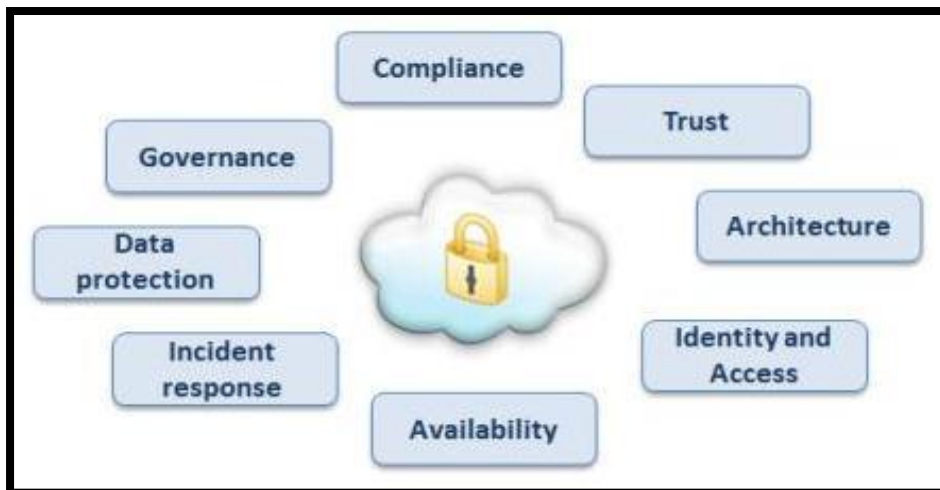 Compliance
Trust
Governance
Architecture
Data
protection
Identity and
Access
Incident
response
Availability